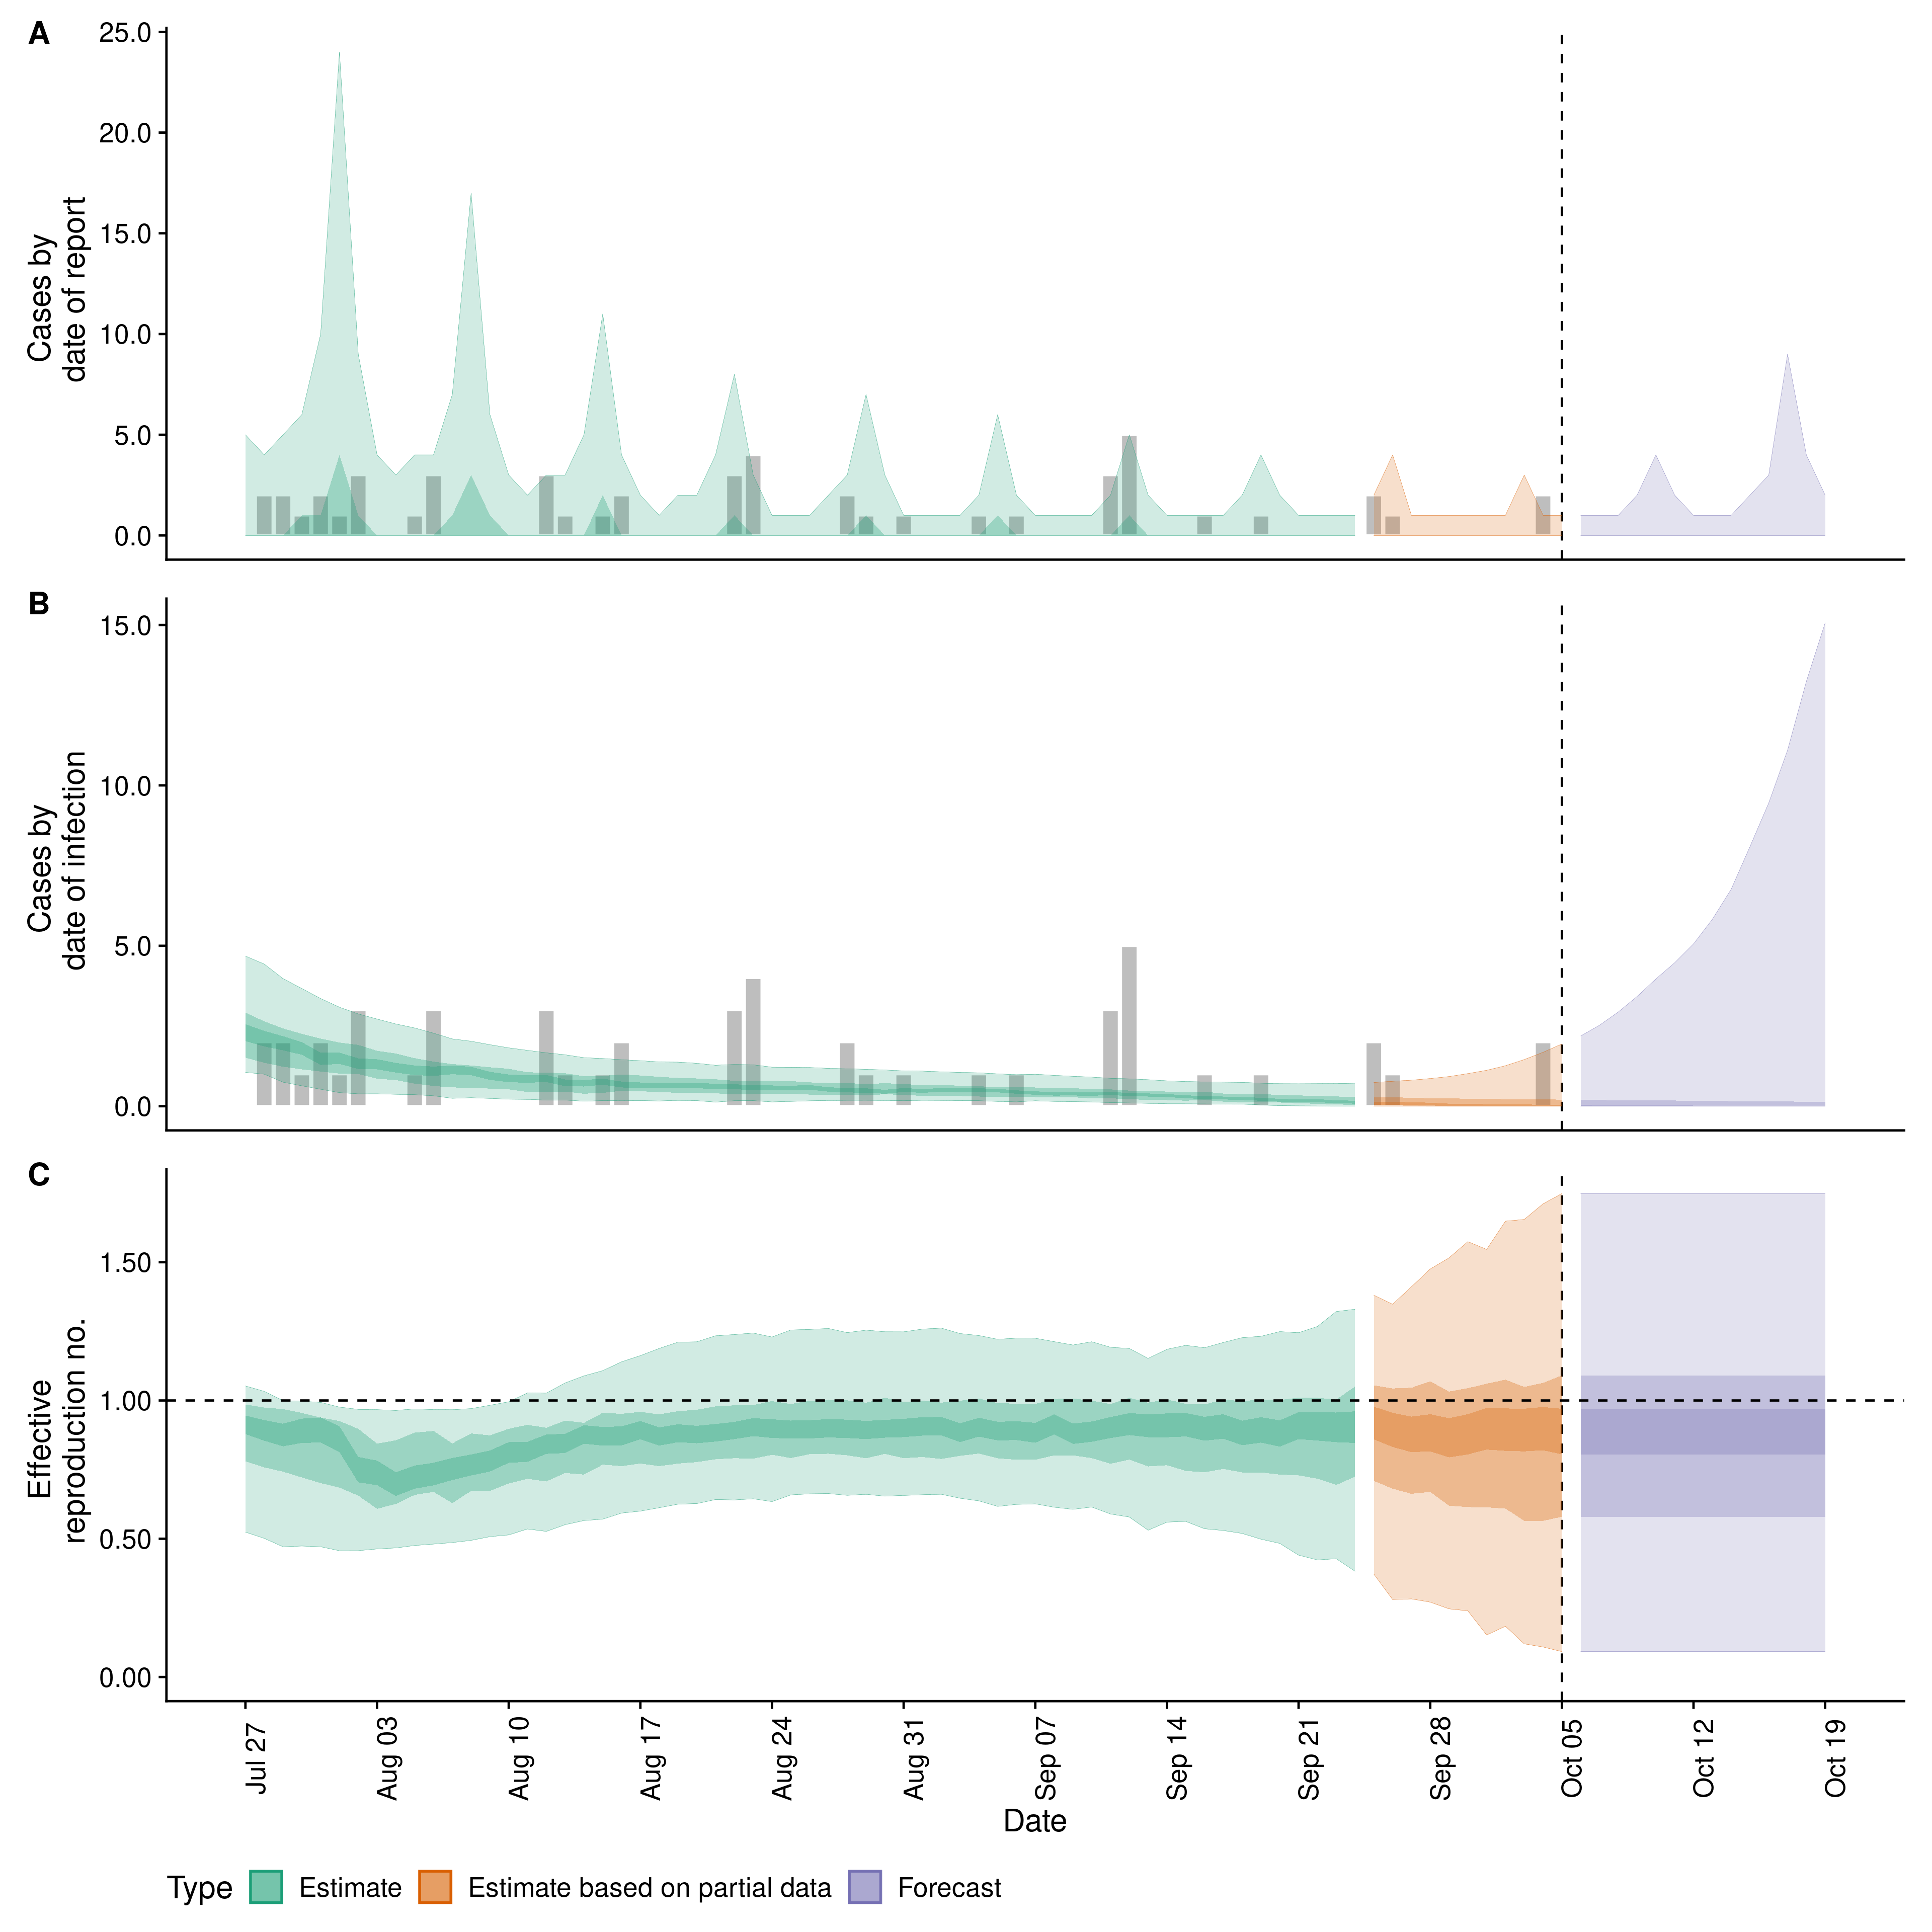 A
25.0
20.0
15.0
10.0
5.0
0.0
Cases by
date of report
B
15.0
10.0
5.0
0.0
Cases by
date of infection
C
1.50
1.00
0.50
0.00
Effective
reproduction no.
Jul 27
Aug 03
Aug 10
Aug 17
Aug 24
Aug 31
Sep 07
Sep 14
Sep 21
Sep 28
Oct 05
Oct 12
Oct 19
Date
Type Estimate Estimate based on partial data Forecast